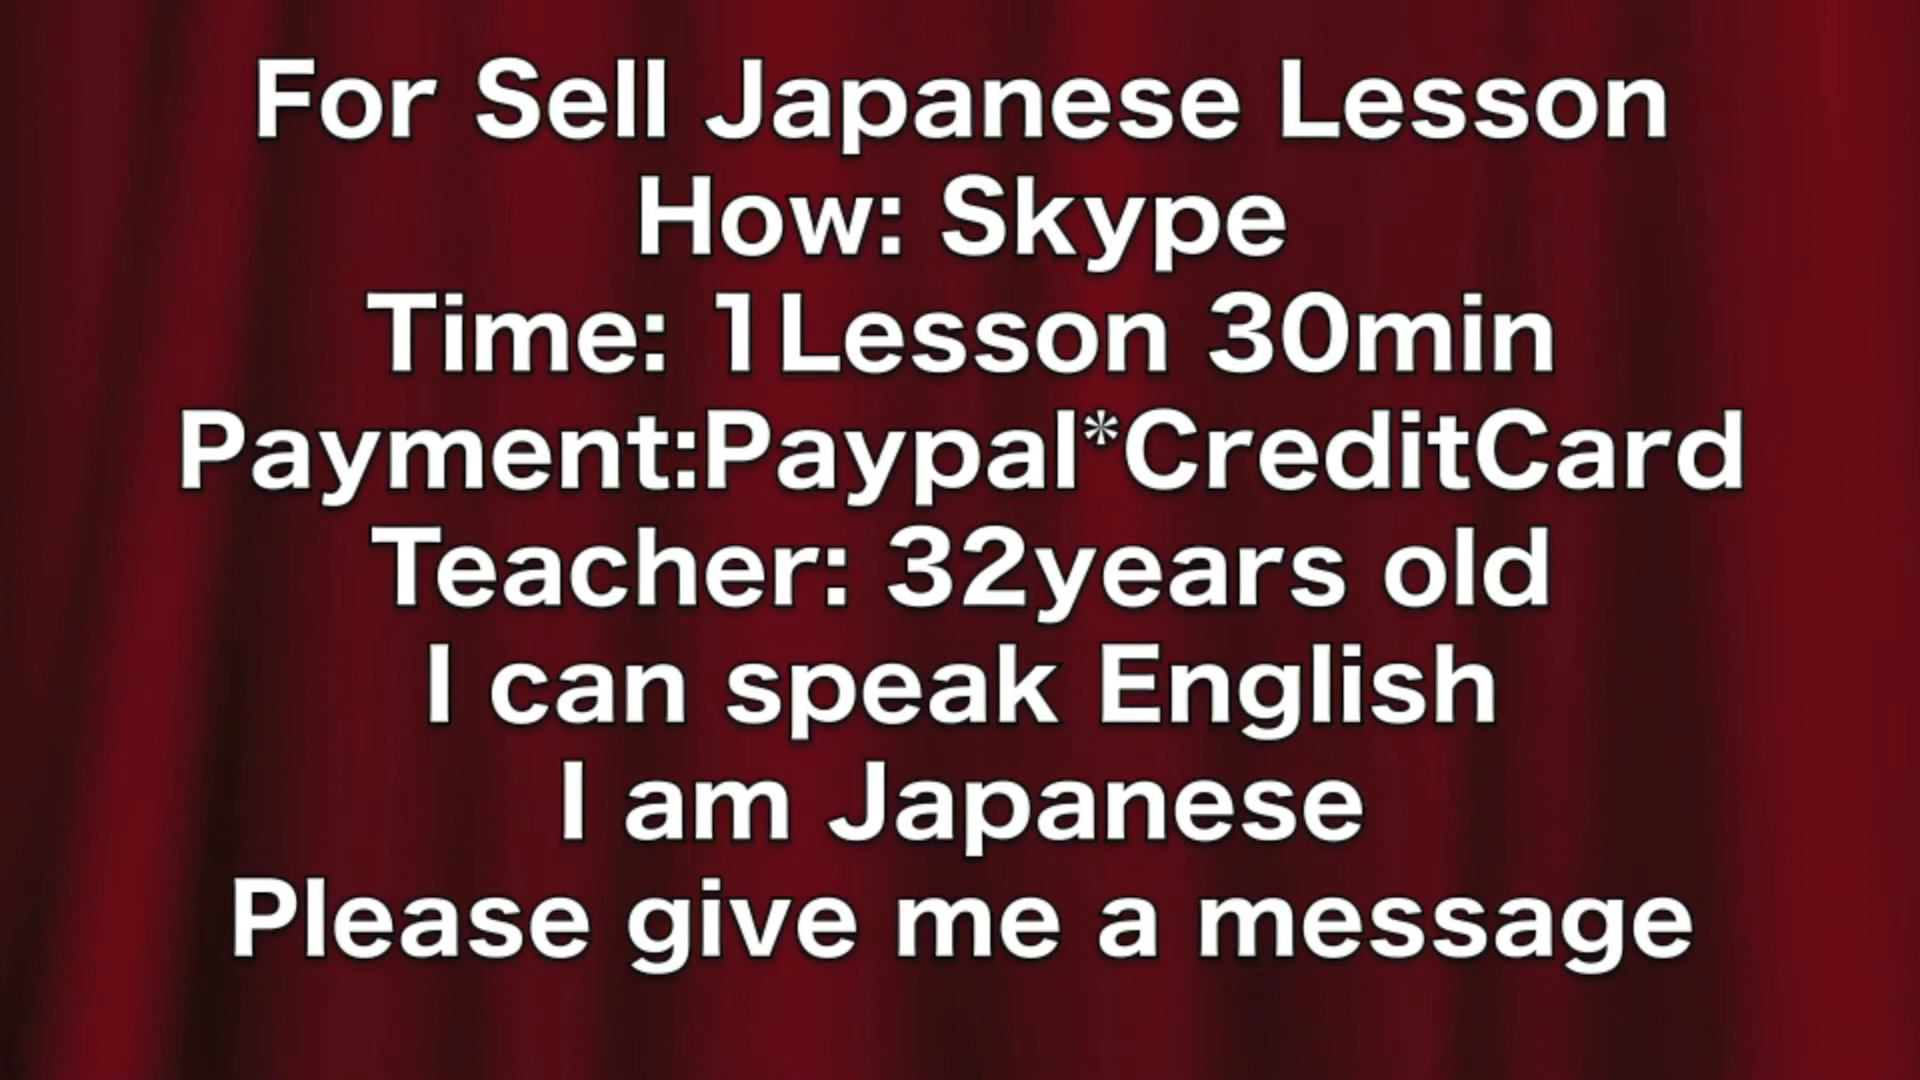 For Sell Japanese Lesson
How: Skype
Time: 1Lesson 30min
Payment:Paypal*CreditCard
Teacher: 32years old
I can speak English
I am Japanese
Please give me a message